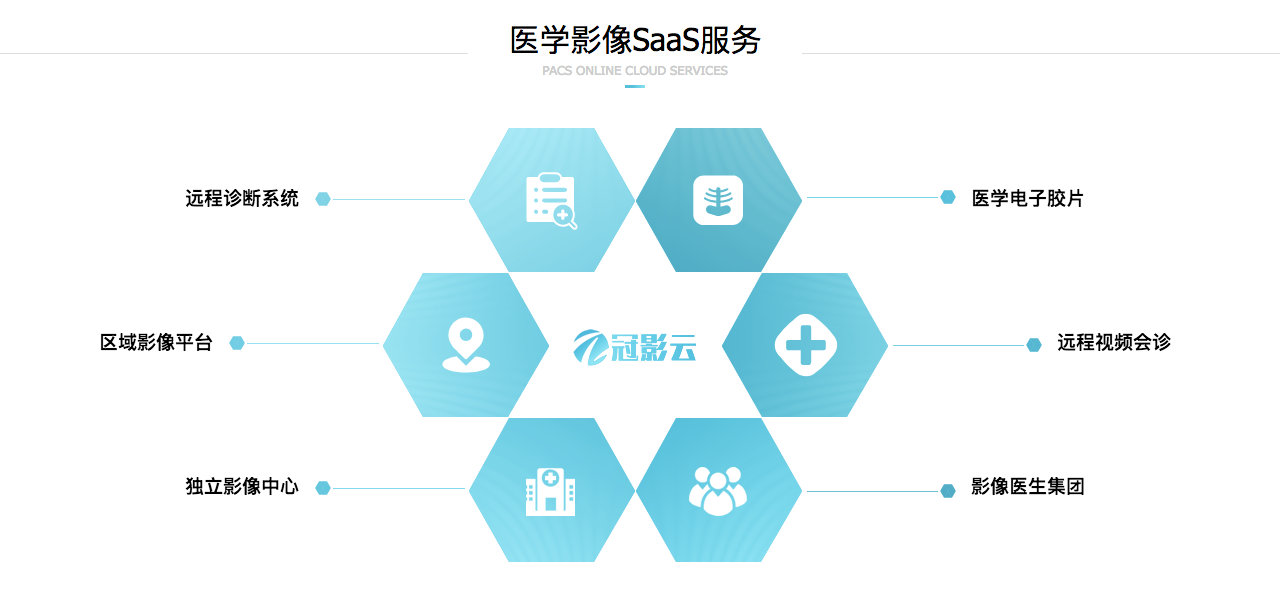 医学影像SaaS服务
PACS ONLINE CLOUD SERVICES
远程诊断系统
医学电子胶片
区域影像平台
冠影云
远程视频会诊
独立影像中心
影像医生集团